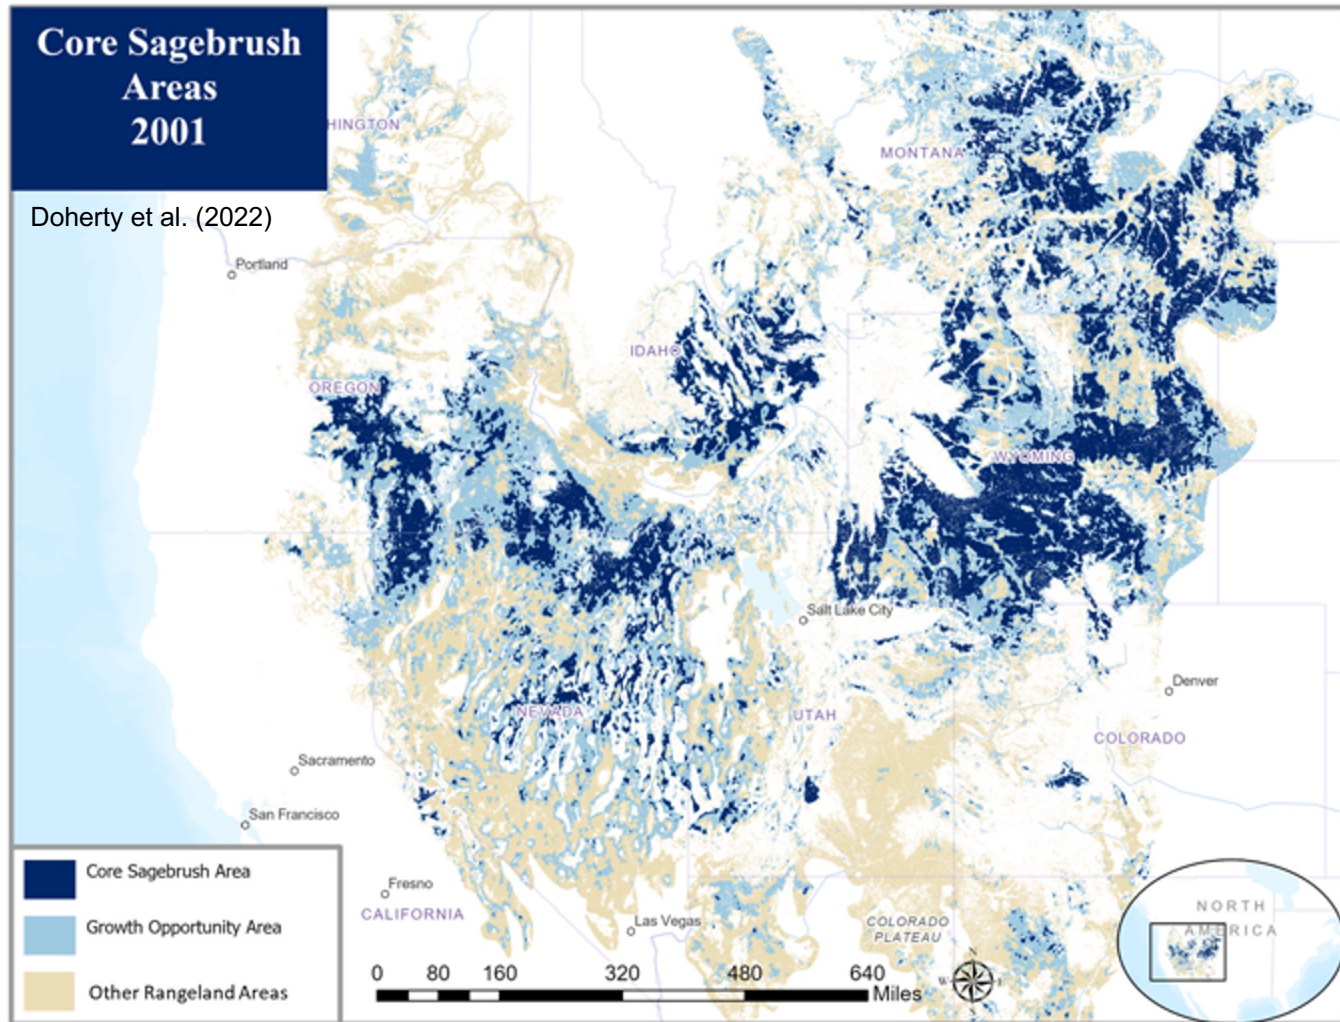 Core Sagebrush
Areas
2001
Doherty et al. (2022)
HINGTON
MONTANA
Portland
IDAHO
OREGON
WYOMING
Salt Lake City
Denver
NEVADA
UTAH
COLORADO
Sacramento
San Francisco
Fresno
CALIFORNIA
Las Vegas
COLORADO
PLATEAU
Core Sagebrush Area
Growth Opportunity Area
Other Rangeland Areas
0 80 160 320 480 640
Miles
N
W E
S
NORTH
AMERICA